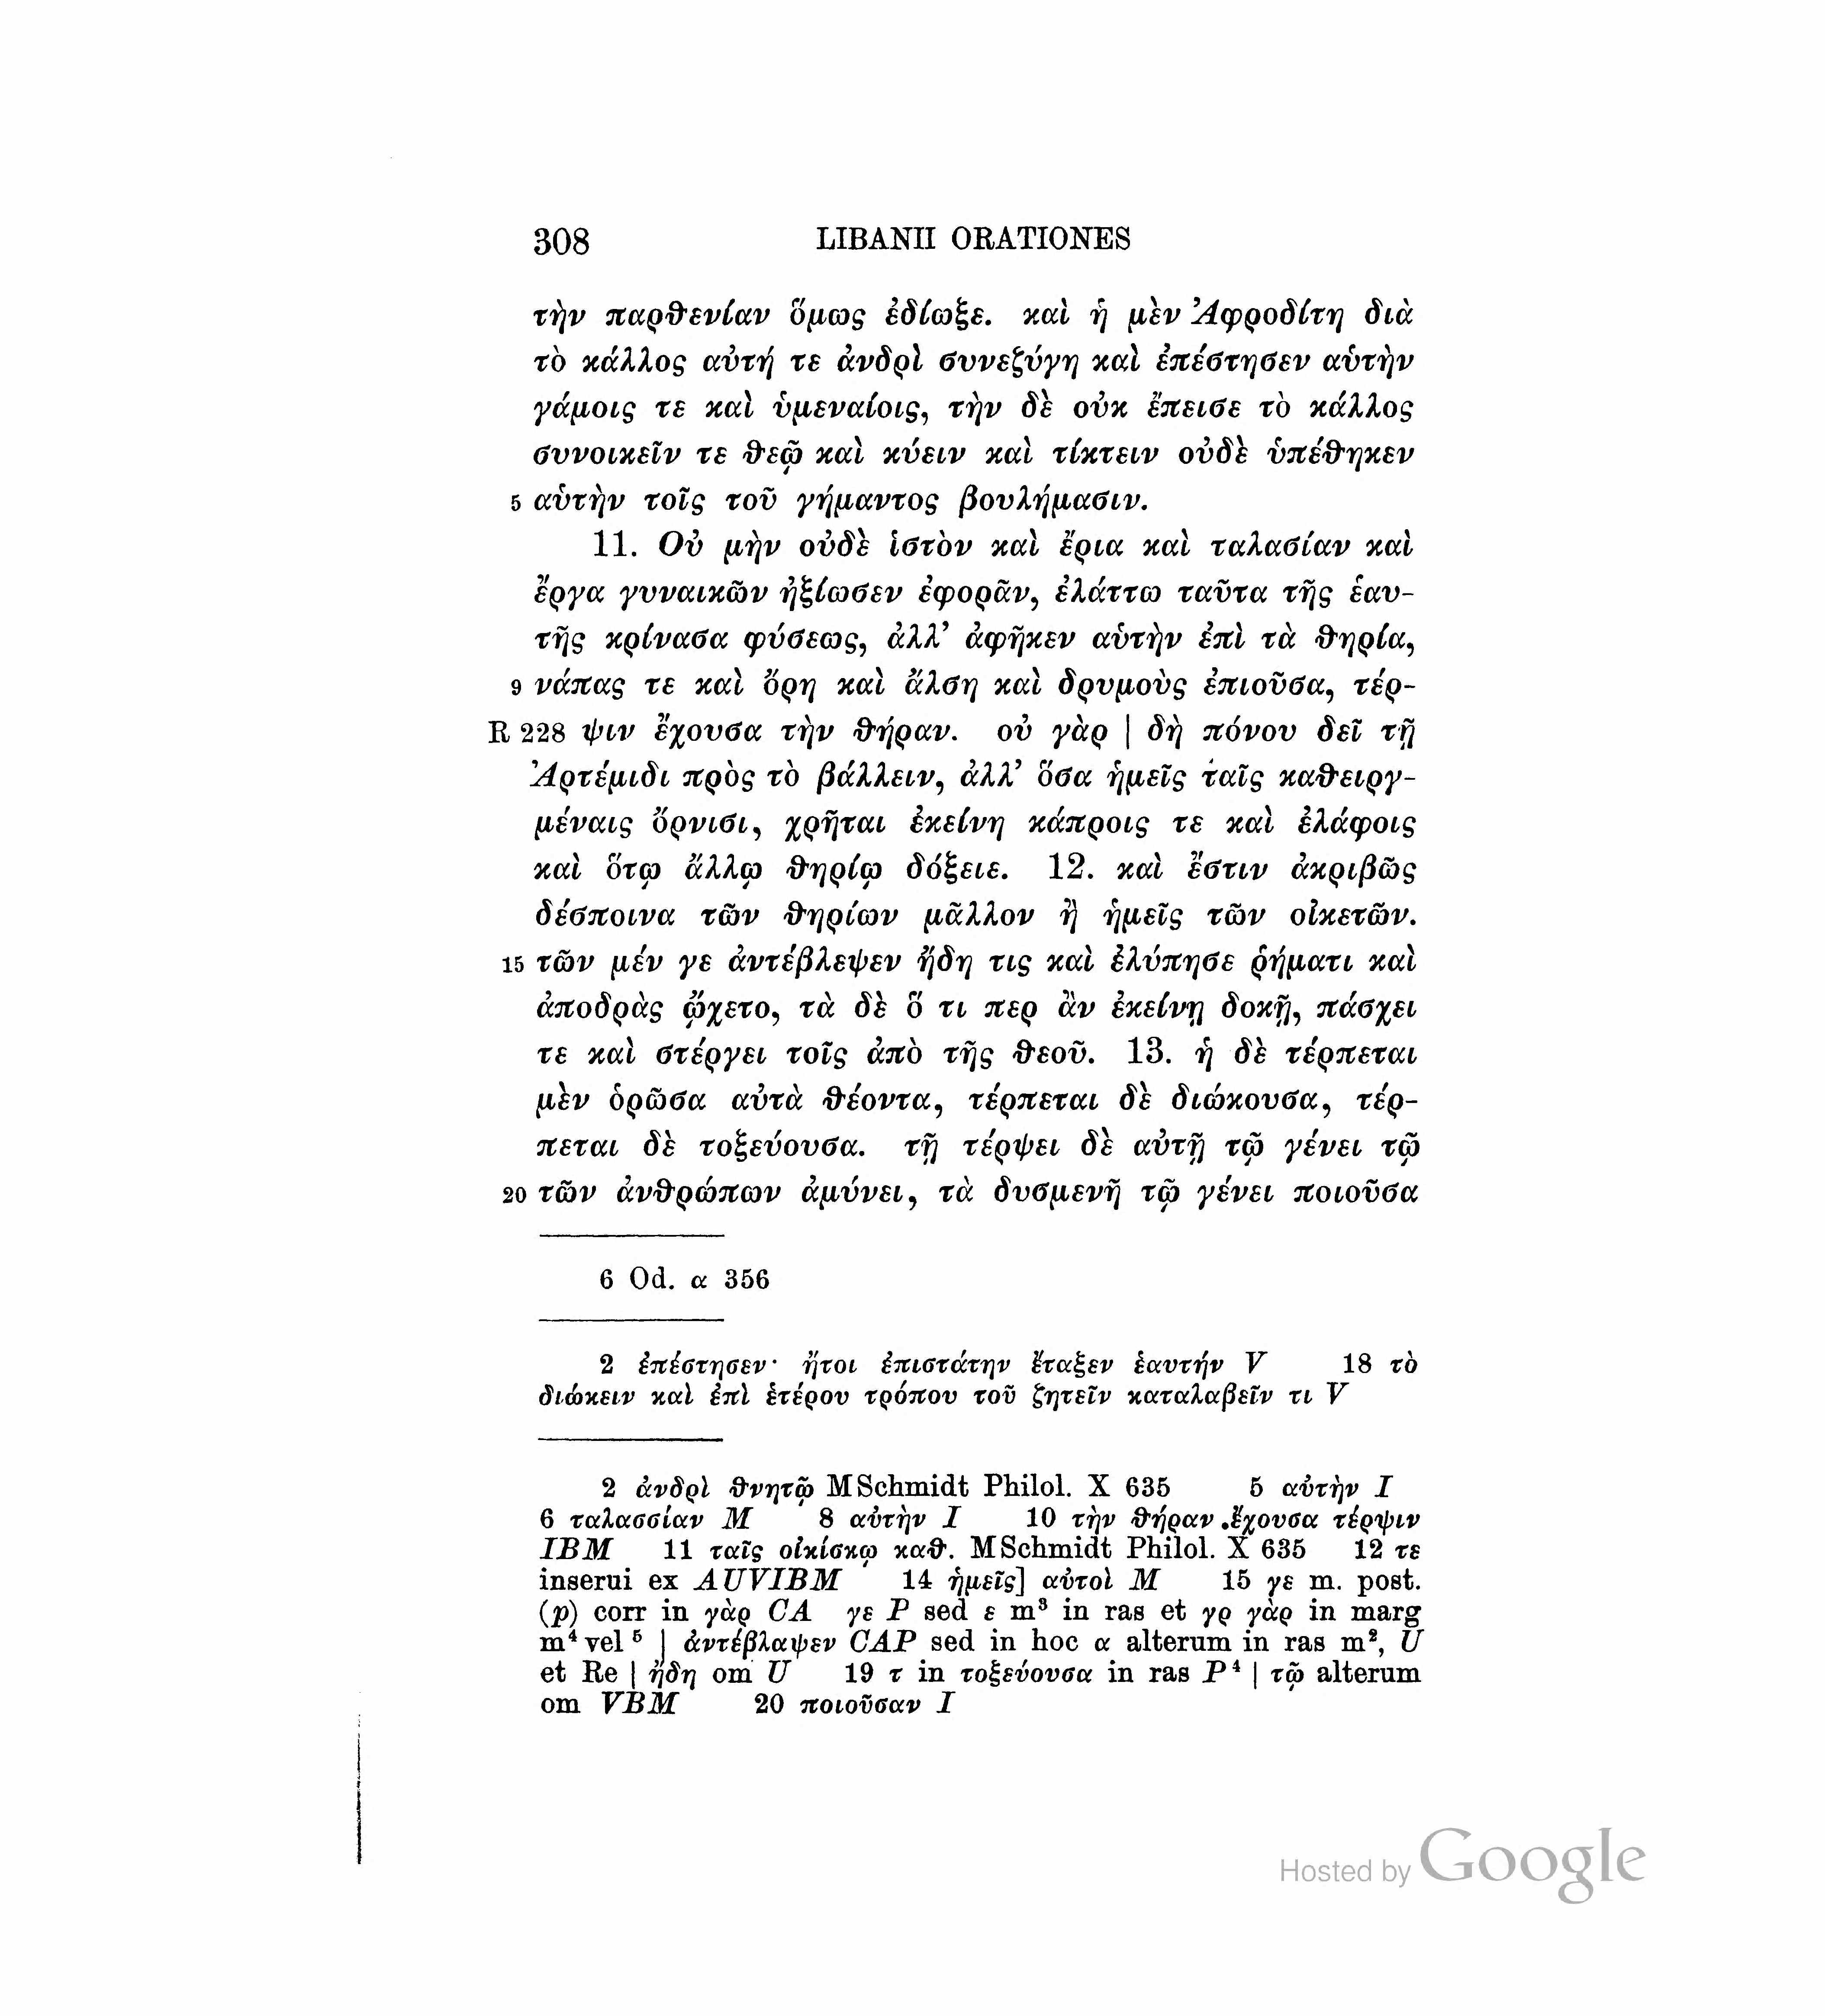 308 LIBANII ORATIONES
τὴν παρθενίαν ὅμως ἐδίωξε. καὶ ἡ μὲν Ἀφροδίτη διὰ
τὸ κάλλος αὐτή τε ἀνδρὶ συνεζύγη καὶ ἐπέστησεν αὑτὴν
γάμοις τε καὶ ὑμεναίοις, τὴν δὲ οὐκ ἔπεισε τὸ κάλλος
συνοικεῖν τε θεῷ καὶ κύειν καὶ τίκτειν οὐδὲ ὑπέθηκεν
5 αὑτὴν τοῖς τοῦ γήμαντος βουλήμασιν.
11. Οὐ μὴν οὐδὲ ἱστὸν καὶ ἔρια καὶ ταλασίαν καὶ
ἔργα γυναικῶν ἠξίωσεν ἐφορᾶν, ἐλάττω ταῦτα τῆς ἑαυ-
τῆς κρίνασα φύσεως, ἀλλ’ ἀφῆκεν αὑτὴν ἐπὶ τὰ θηρία,
9 νάπας τε καὶ ὄρη καὶ ἄλση καὶ δρυμοὺς ἐπιοῦσα, τέρ-
R 228 ψιν ἔχουσα τὴν θήραν. οὐ γὰρ | δὴ πόνου δεῖ τῇ
Ἀρτέμιδι πρὸς τὸ βάλλειν, ἀλλ’ ὅσα ἡμεῖς ταῖς καθειργ-
μέναις ὄρνισι, χρῆται ἐκείνη κάπροις τε καὶ ἐλάφοις
καὶ ὅτῳ ἄλλῳ θηρίῳ δόξειε. 12. καὶ ἔστιν ἀκριβῶς
δέσποινα τῶν θηρίων μᾶλλον ἢ ἡμεῖς τῶν οἰκετῶν.
15 τῶν μέν γε ἀντέβλεψεν ἤδη τις καὶ ἐλύπησε ῥήματι καὶ
ἀποδρὰς ᾤχετο, τὰ δὲ ὅ τι περ ἂν ἐκείνῃ δοκῇ, πάσχει
τε καὶ στέργει τοῖς ἀπὸ τῆς θεοῦ. 13. ἡ δὲ τέρπεται
μὲν ὁρῶσα αὐτὰ θέοντα, τέρπεται δὲ διώκουσα, τέρ-
πεται δὲ τοξεύουσα. τῇ τέρψει δὲ αὐτῇ τῷ γένει τῷ
20 τῶν ἀνθρώπων ἀμύνει, τὰ δυσμενῆ τῷ γένει ποιοῦσα
6 Od. α 356
2 ἐπέστησεν· ἤτοι ἐπιστάτην ἔταξεν ἑαυτήν V 18 τὸ
διώκειν καὶ ἐπὶ ἑτέρου τρόπου τοῦ ζητεῖν καταλαβεῖν τι V
2 ἀνδρὶ θνητῷ MSchmidt Philol. X 635 5 αὐτὴν I
6 ταλασσίαν M 8 αὐτὴν I 10 τὴν θήραν ἔχουσα τέρψιν
IBM 11 ταῖς οἰκίσκῳ καθ. MSchmidt Philol. X 635 12 τε
inserui ex AUVIBM 14 ἡμεῖς] αὐτοὶ M 15 γε m. post.
(p) corr in γὰρ CA γε P sed ε m³ in ras et γρ γὰρ in marg
m⁴ vel ⁵ | ἀντέβλαψεν CAP sed in hoc α alterum in ras m², U
et Re | ἤδη om U 19 τ in τοξεύουσα in ras P⁴ | τῷ alterum
om VBM 20 ποιοῦσαν I
Hosted by Google